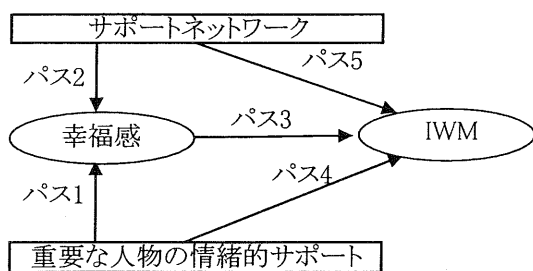 サポートネットワーク
パス5
パス2
パス3
幸福感
IWM
パス4
パス1
重要な人物の情緒的サポート